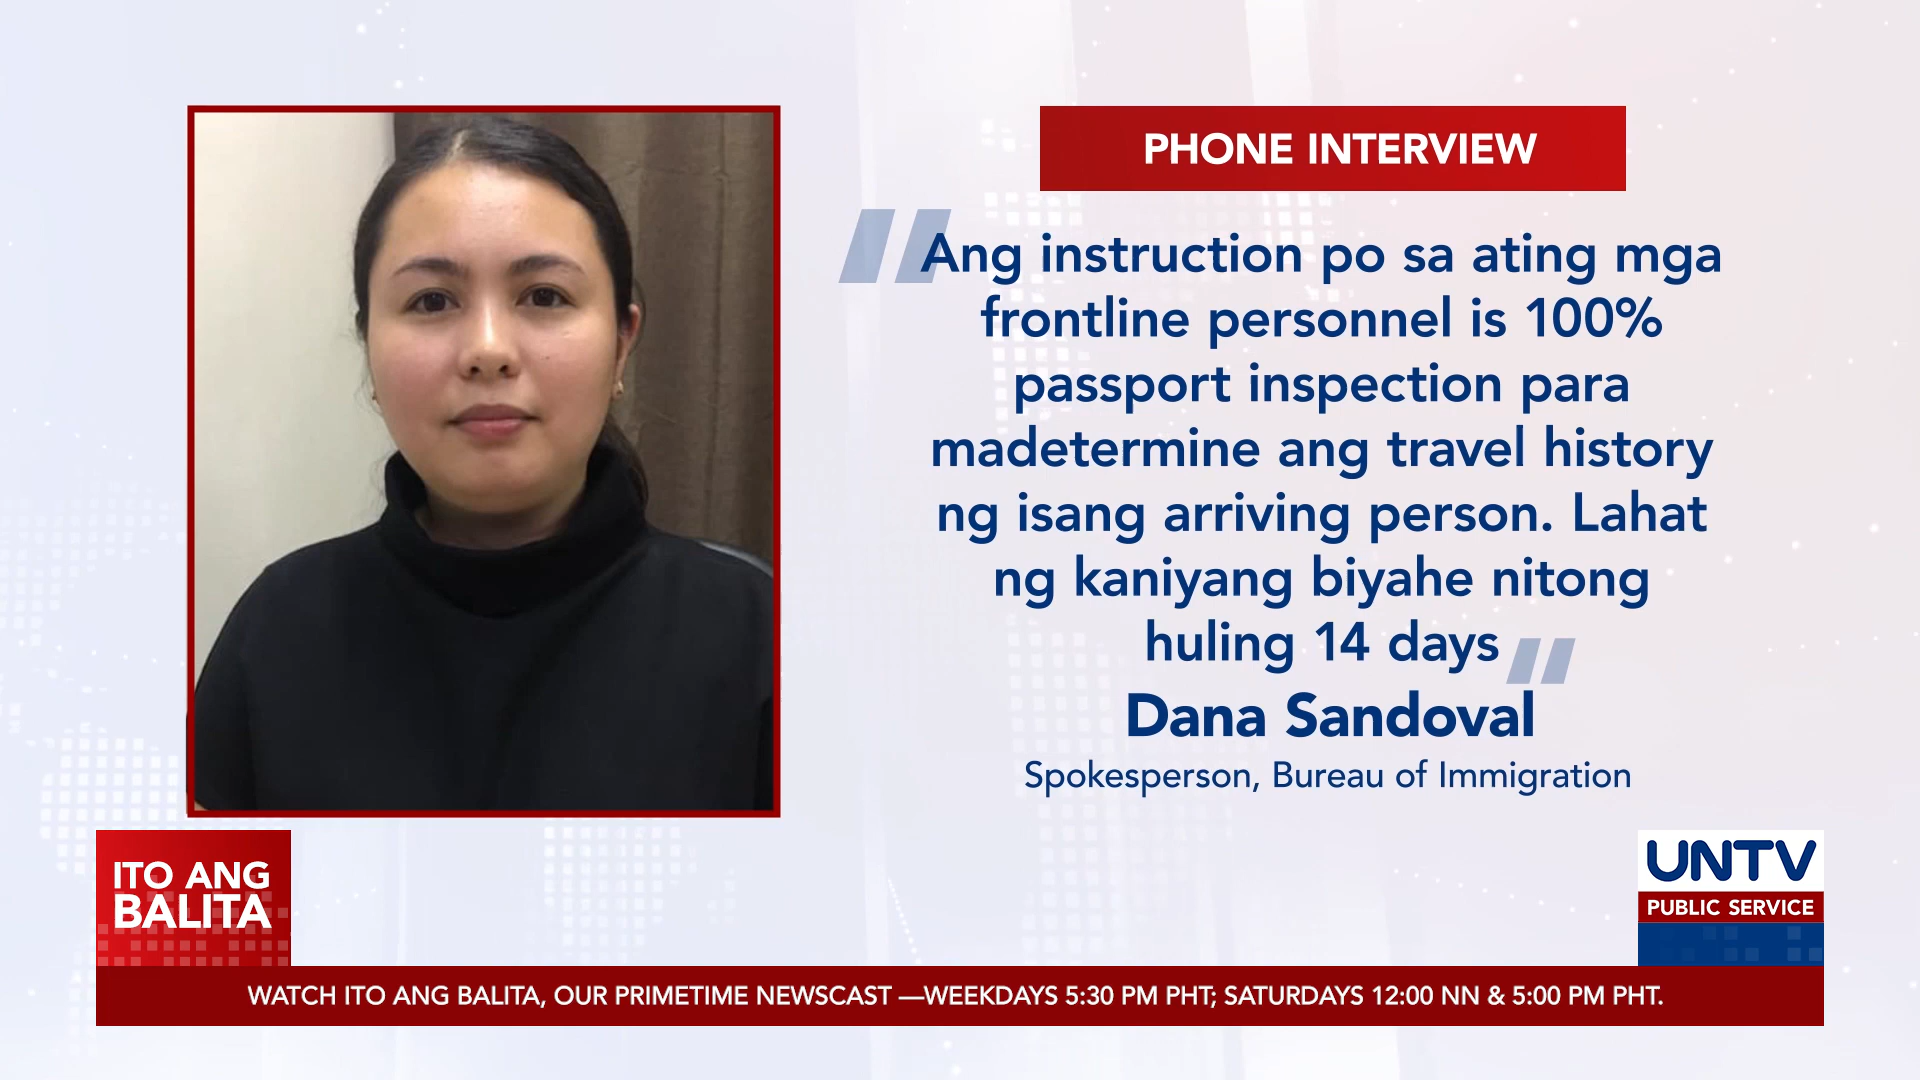 PHONE INTERVIEW
"Ang instruction po sa ating mga
frontline personnel is 100%
passport inspection para
madetermine ang travel history
ng isang arriving person. Lahat
ng kaniyang biyahe nitong
huling 14 days"
Dana Sandoval
Spokesperson, Bureau of Immigration
ITO ANG
BALITA
UNTV
PUBLIC SERVICE
WATCH ITO ANG BALITA, OUR PRIMETIME NEWSCAST —WEEKDAYS 5:30 PM PHT; SATURDAYS 12:00 NN & 5:00 PM PHT.